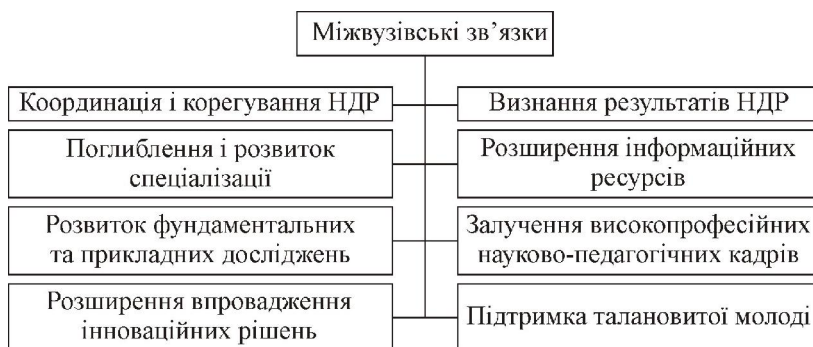 Міжвузівські зв’язки
Координація і корегування НДР
Визнання результатів НДР
Поглиблення і розвиток
спеціалізації
Розширення інформаційних
ресурсів
Розвиток фундаментальних
та прикладних досліджень
Залучення високопрофесійних
науково-педагогічних кадрів
Розширення впровадження
інноваційних рішень
Підтримка талановитої молоді